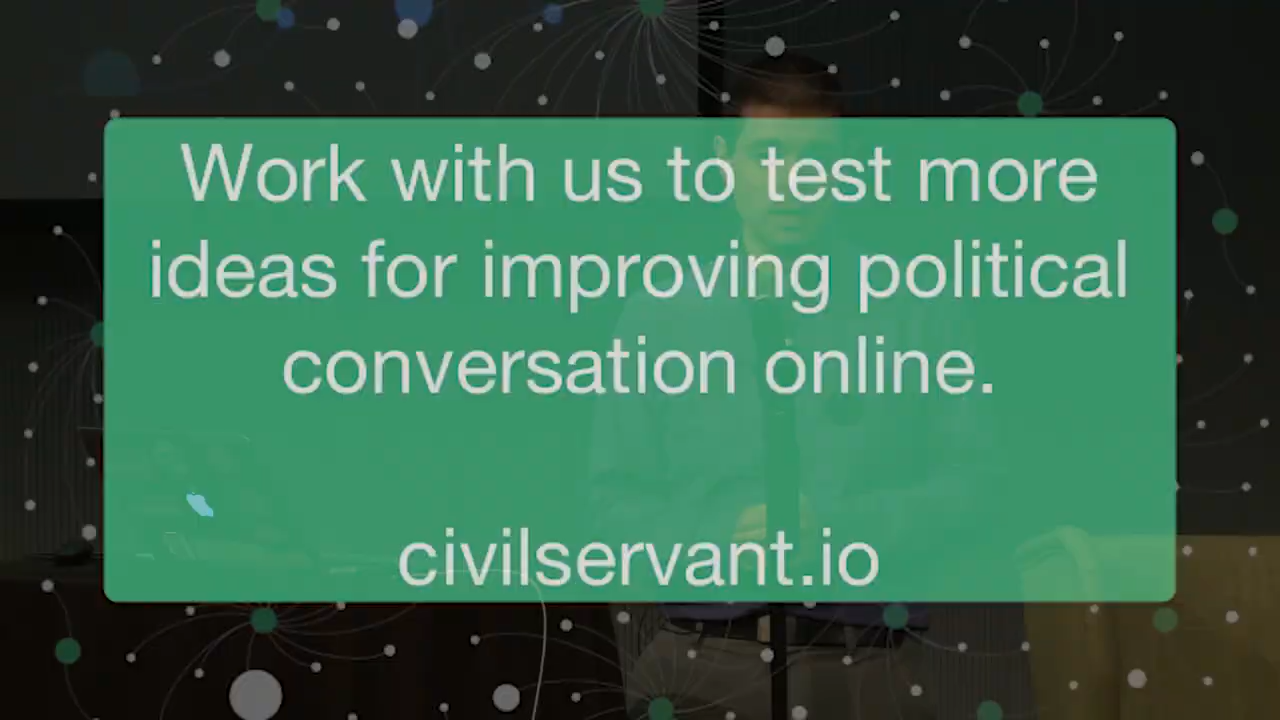 Work with us to test more
ideas for improving political
conversation online.
civilservant.io